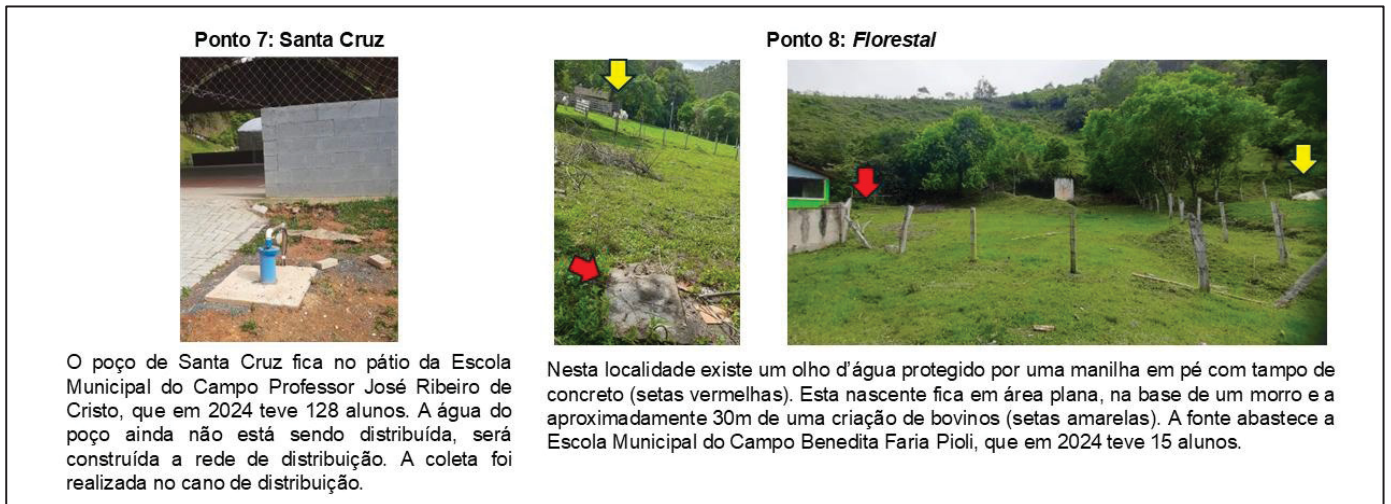 Ponto 7: Santa Cruz
O poço de Santa Cruz fica no pátio da Escola
Municipal do Campo Professor José Ribeiro de
Cristo, que em 2024 teve 128 alunos. A água do
poço ainda não está sendo distribuída, será
construída a rede de distribuição. A coleta foi
realizada no cano de distribuição.
Ponto 8: Florestal
Nesta localidade existe um olho d’água protegido por uma manilha em pé com tampo de
concreto (setas vermelhas). Esta nascente fica em área plana, na base de um morro e a
aproximadamente 30m de uma criação de bovinos (setas amarelas). A fonte abastece a
Escola Municipal do Campo Benedita Faria Pioli, que em 2024 teve 15 alunos.